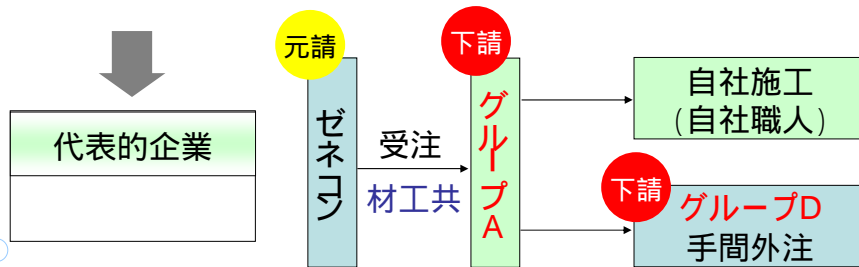 代表的企業
元請
ゼネコン
受注
材工共
下請
グループA
自社施工
(自社職人)
下請
グループD
手間外注